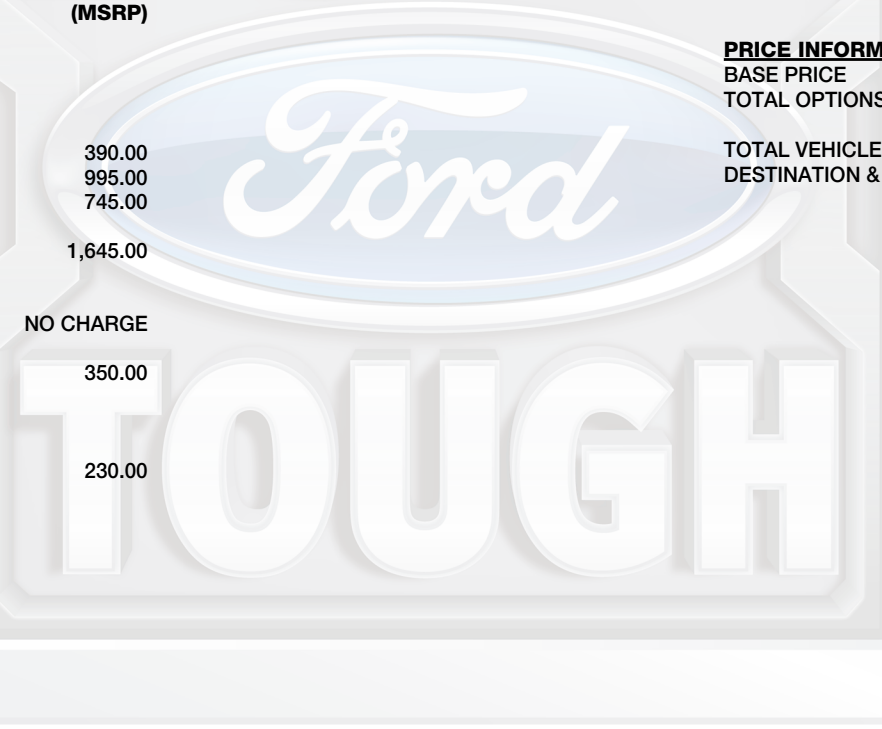 (MSRP)
390.00
995.00
745.00
1,645.00
NO CHARGE
350.00
230.00
PRICE INFORM
BASE PRICE
TOTAL OPTIONS
TOTAL VEHICLE
DESTINATION &
Ford
TOUGH